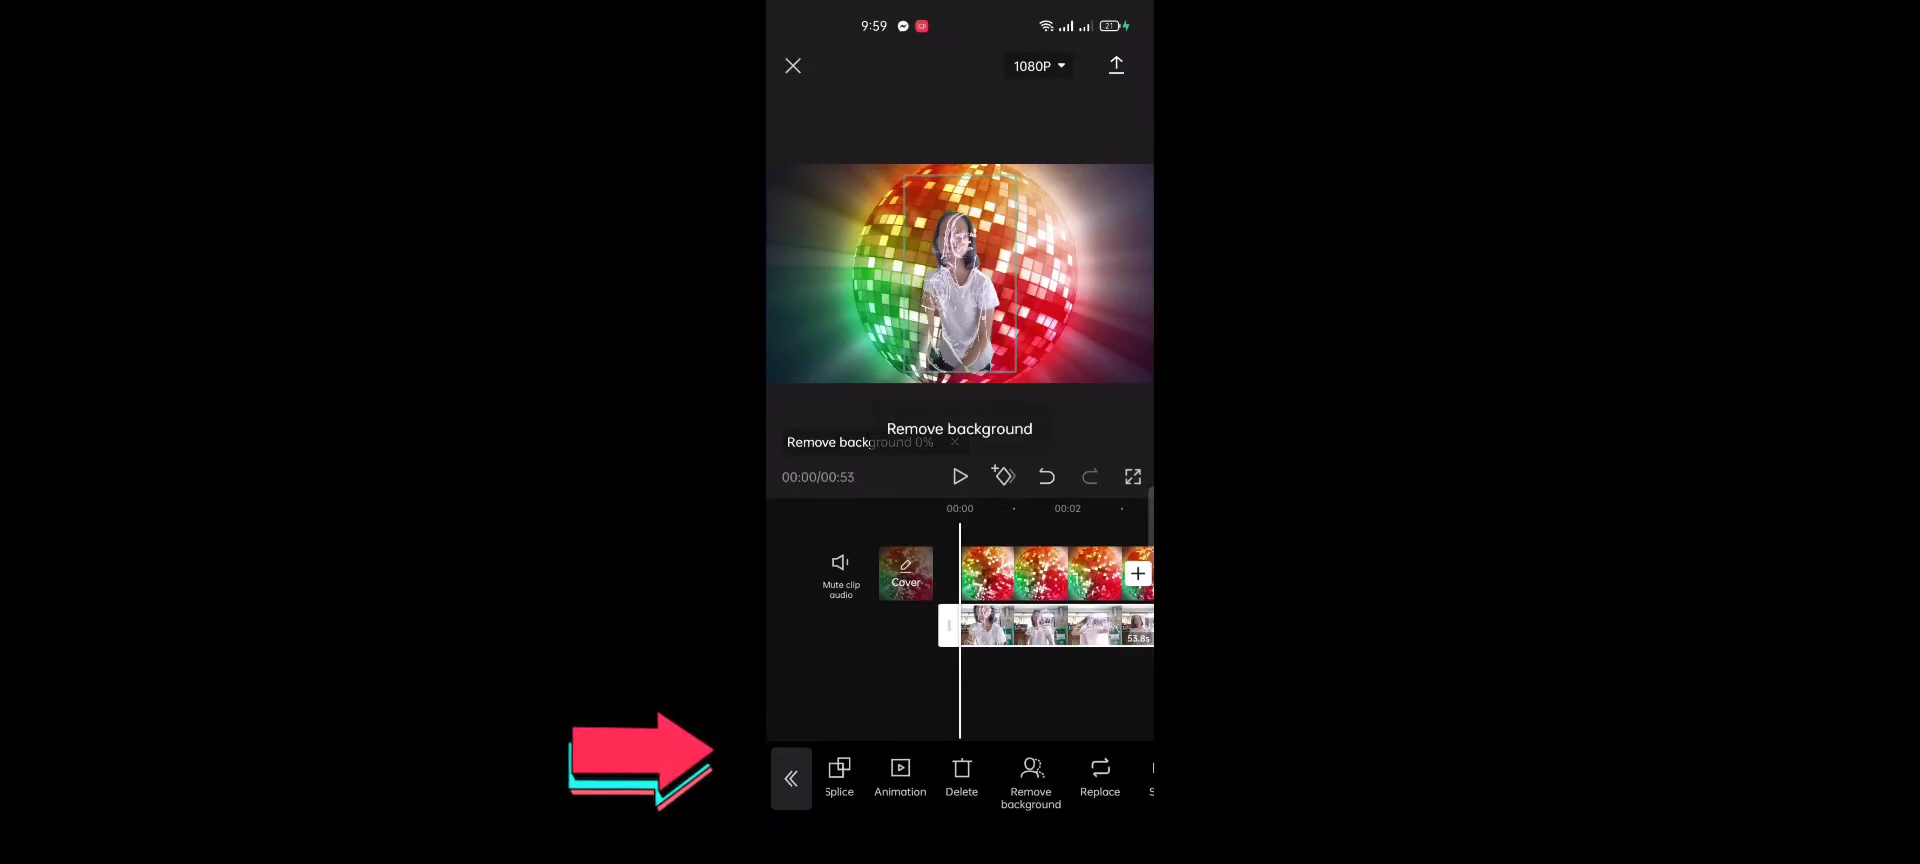 9:59
21
1080P
Remove background
Remove background 0%
00:00/00:53
00:00
00:02
Mute clip
audio
Cover
53.8s
Splice
Animation
Delete
Remove
background
Replace